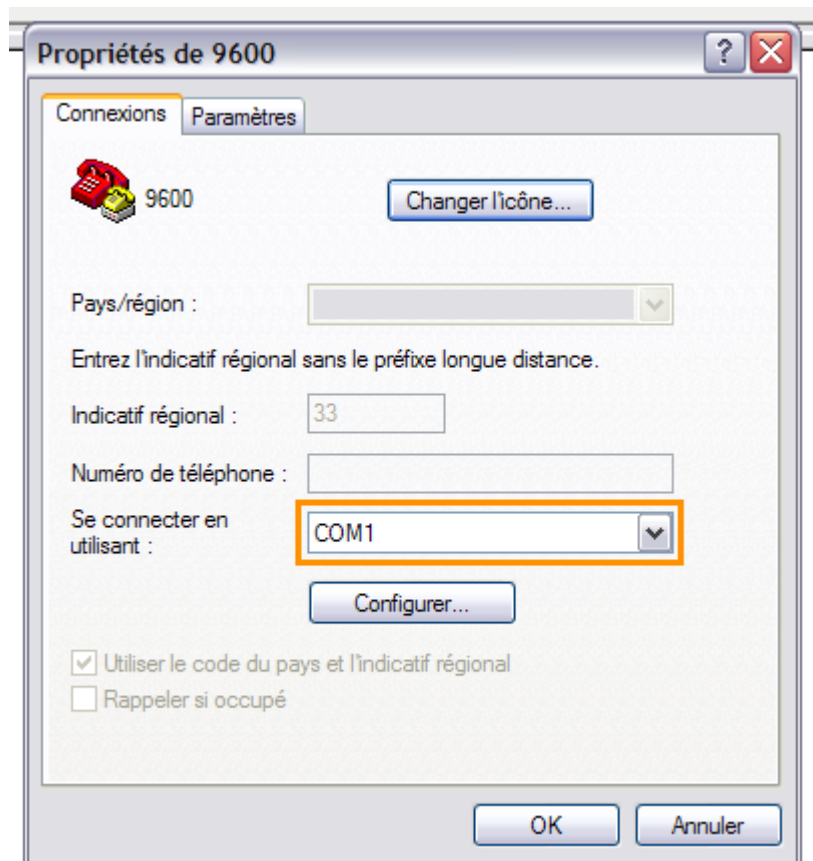 Propriétés de 9600
?
Connexions
Paramètres
9600
Changer l'icône...
Pays/région :
Entrez l'indicatif régional sans le préfixe longue distance.
Indicatif régional :
33
Numéro de téléphone :
Se connecter en
utilisant :
COM1
Configurer...
Utiliser le code du pays et l'indicatif régional
Rappeler si occupé
OK
Annuler